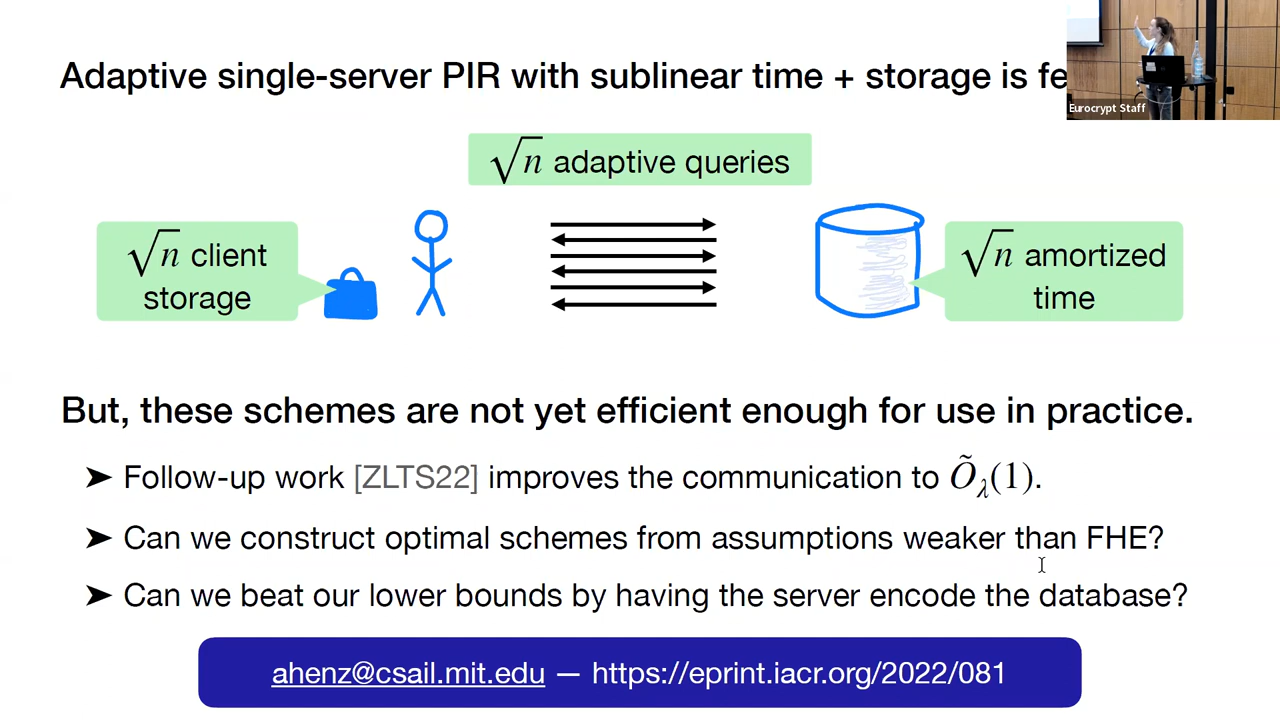 Adaptive single-server PIR with sublinear time + storage is fe
Eurocrypt Staff
√n adaptive queries
√n client
storage
√n amortized
time
But, these schemes are not yet efficient enough for use in practice.
➤ Follow-up work [ZLTS22] improves the communication to Õ_λ(1).
➤ Can we construct optimal schemes from assumptions weaker than FHE?
➤ Can we beat our lower bounds by having the server encode the database?
ahenz@csail.mit.edu — https://eprint.iacr.org/2022/081